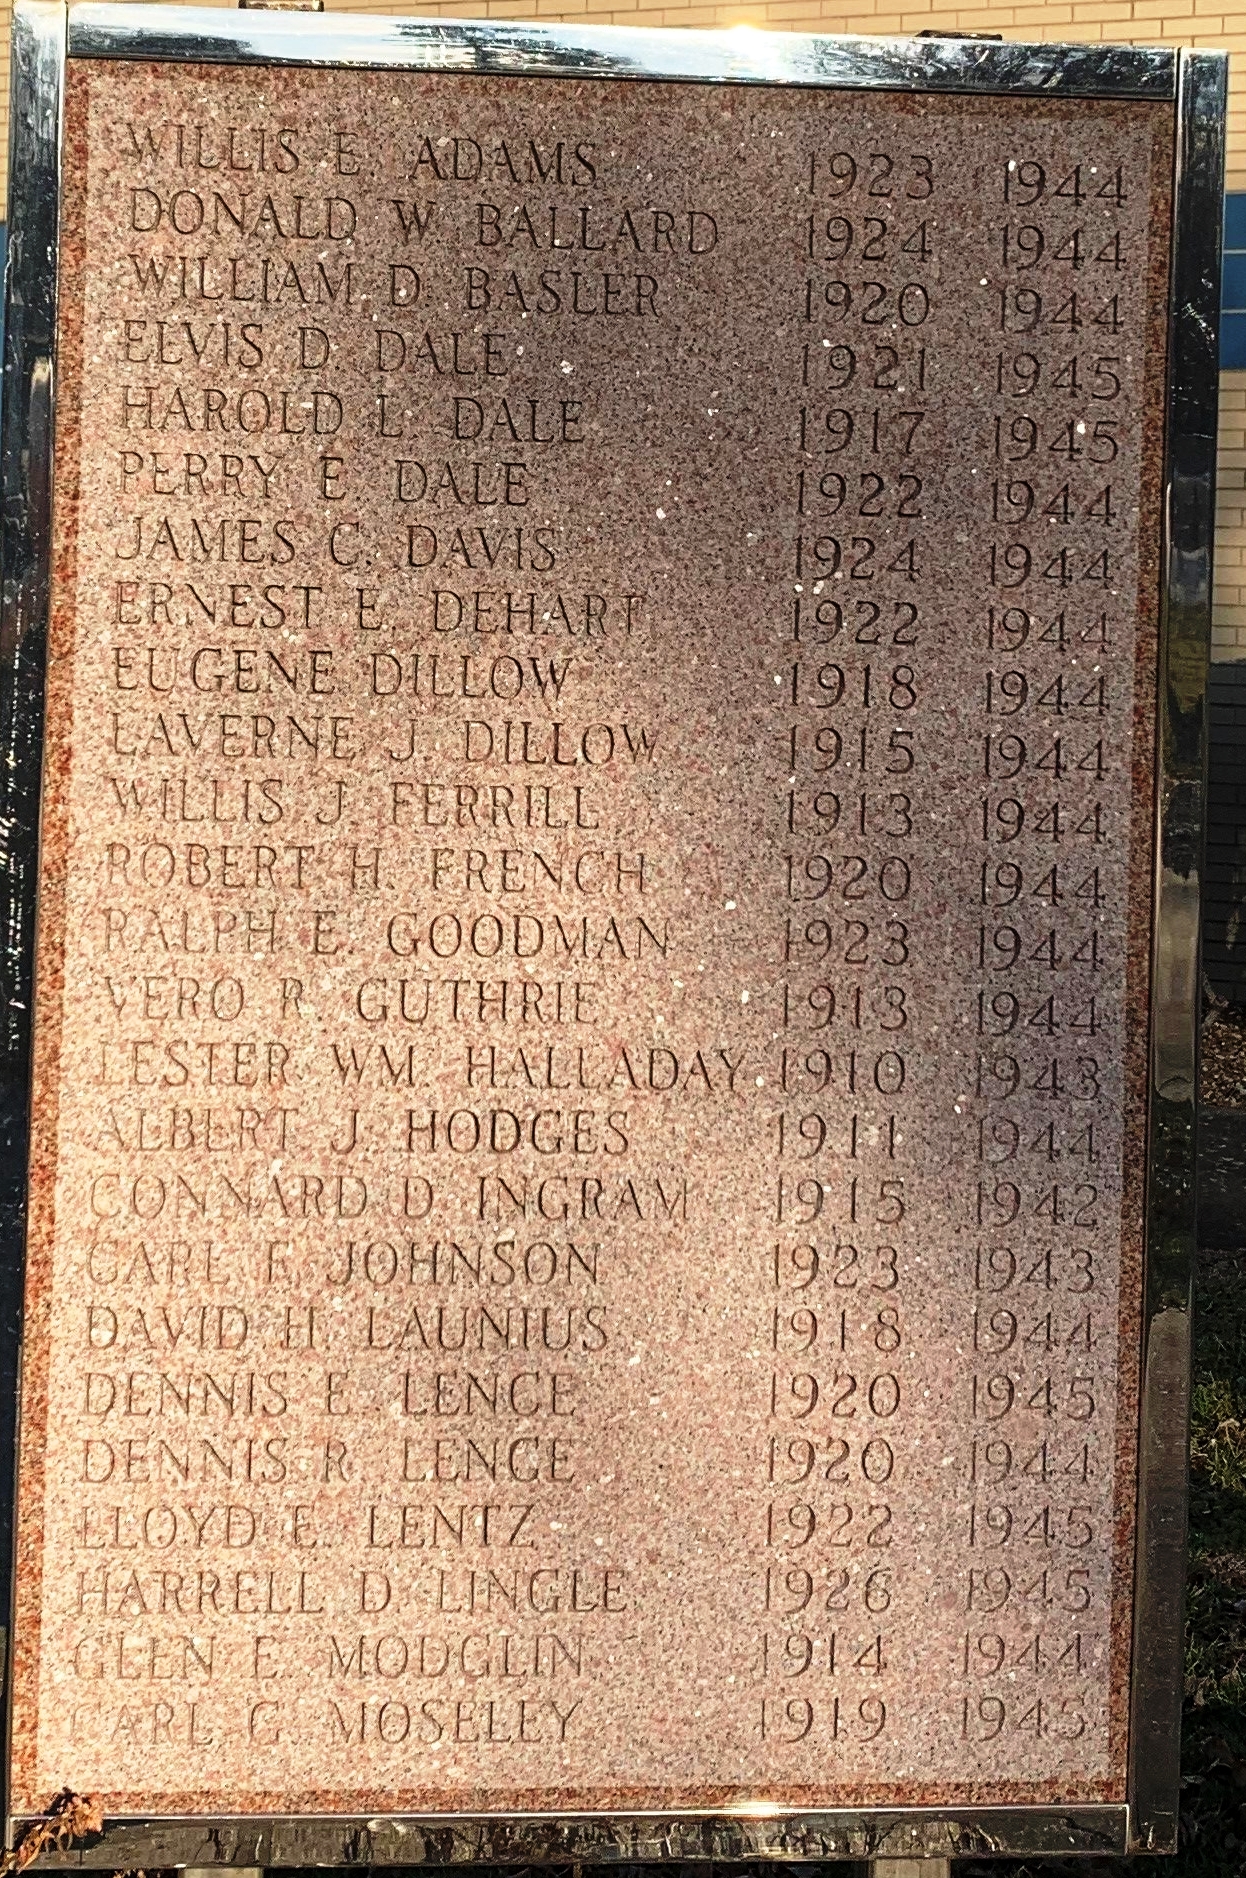 WILLIS E. ADAMS 1923 1944
DONALD W. BALLARD 1924 1944
WILLIAM D. BASLER 1920 1944
ELVIS D. DALE 1921 1945
HAROLD L. DALE 1917 1945
PERRY E. DALE 1922 1944
JAMES C. DAVIS 1924 1944
ERNEST E. DEHART 1922 1944
EUGENE DILLOW 1918 1944
LAVERNE J. DILLOW 1915 1944
WILLIS J. FERRILL 1913 1944
ROBERT H. FRENCH 1920 1944
RALPH E. GOODMAN 1923 1944
VERO R. GUTHRIE 1913 1944
LESTER WM. HALLADAY 1910 1943
ALBERT J. HODGES 1911 1944
CONNARD D. INGRAM 1915 1942
CARL F. JOHNSON 1923 1943
DAVID H. LAUNIUS 1918 1944
DENNIS E. LENCE 1920 1945
DENNIS R. LENCE 1920 1944
LLOYD E. LENTZ 1922 1945
HARRELL D. LINGLE 1926 1945
GLEN E. MODGLIN 1914 1944
CARL G. MOSELEY 1919 1945